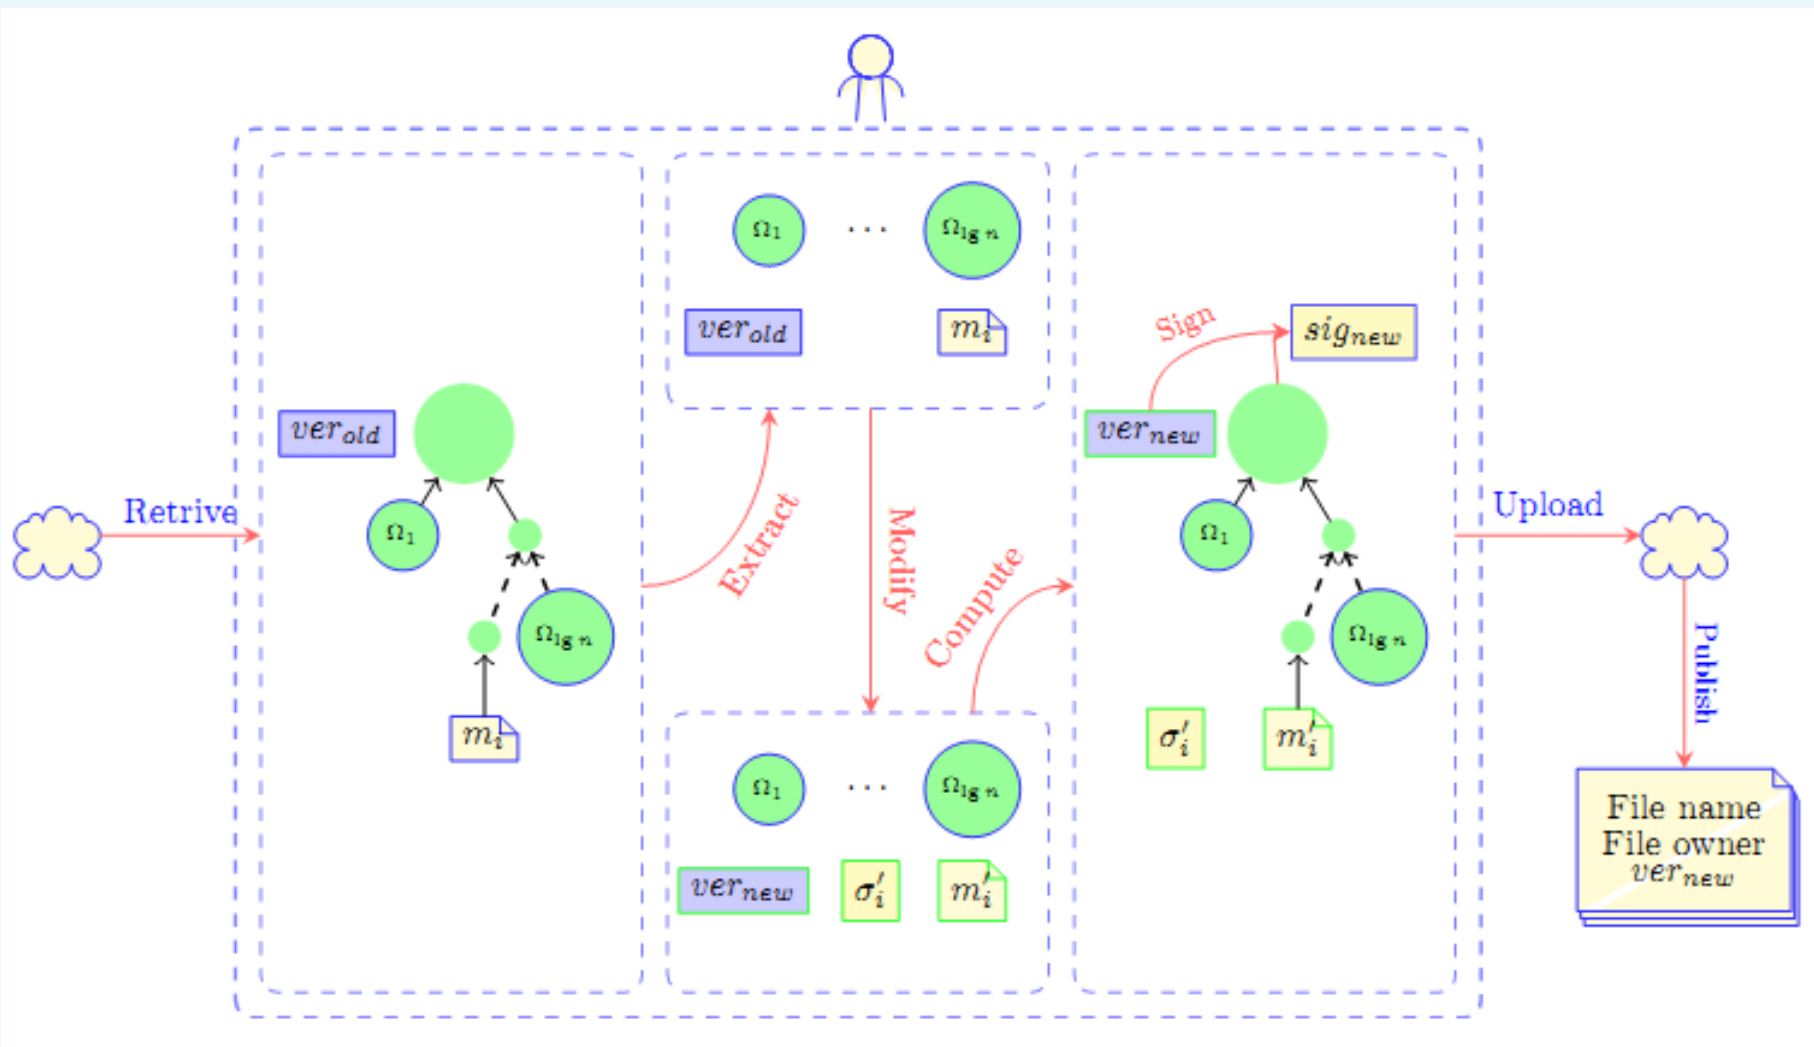 Retrive
ver_old
Ω_1
Ω_lg n
m_i
Extract
Ω_1 ... Ω_lg n
ver_old m_i
Modify
Ω_1 ... Ω_lg n
ver_new σ′_i m′_i
Compute
Sign
sig_new
ver_new
Ω_1
Ω_lg n
σ′_i m′_i
Upload
Publish
File name
File owner
ver_new